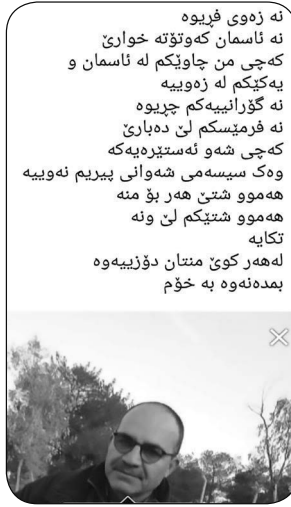 نە زەوی فڕیوە
نە ئاسمان کەوتۆتە خوارێ
کەچی من چاوێکم لە ئاسمان و
یەکێکم لە زەوییە
نە گۆرانییەکم چڕیوە
نە فرمێسکم لێ دەبارێ
کەچی شەو ئەستێرەیەکە
وەک سیسەمی شەوانی پیریم نەوییە
هەموو شتێ هەر بۆ منە
هەموو شتێکم لێ ونە
تکایە
لەهەر کوێ منتان دۆزییەوە
بمدەنەوە بە خۆم